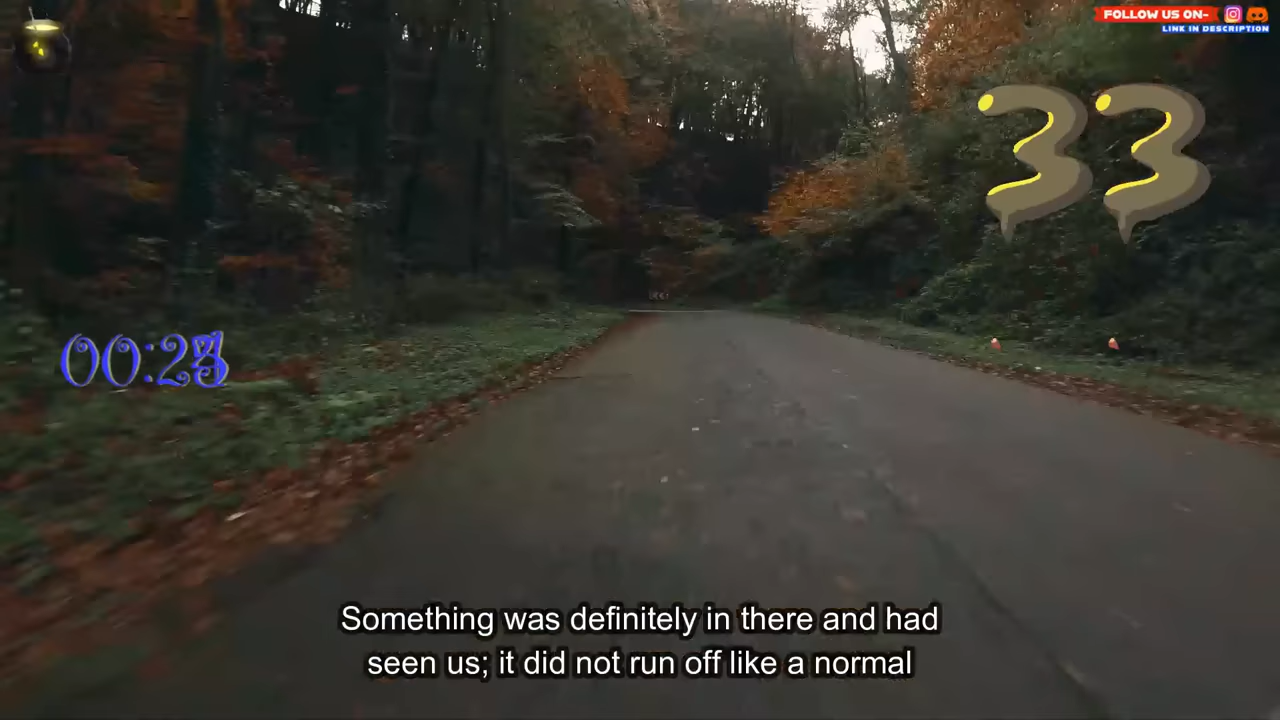 FOLLOW US ON-
LINK IN DESCRIPTION
33
Something was definitely in there and had
seen us; it did not run off like a normal